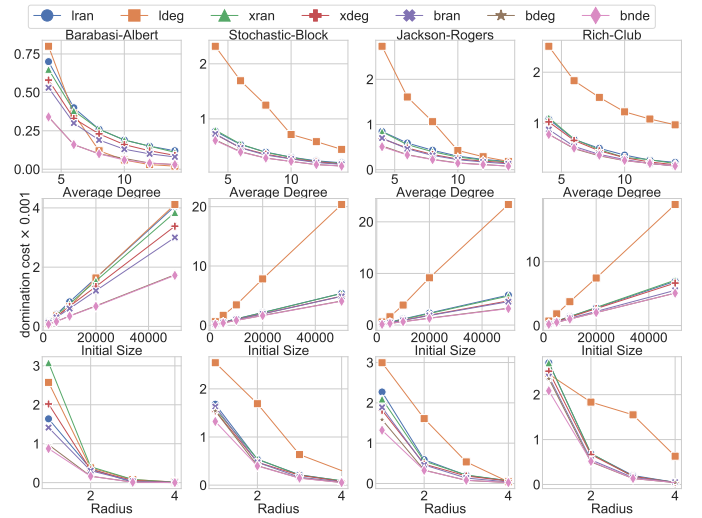 lran ldeg xran xdeg bran bdeg bnde
Barabasi-Albert Stochastic-Block Jackson-Rogers Rich-Club
0.75
0.50
0.25
0.00
5 10
Average Degree
2
1
5 10
Average Degree
2
1
0
5 10
Average Degree
2
1
0
5 10
Average Degree
domination cost × 0.001
4
2
0
0 20000 40000
Initial Size
20
10
0
0 20000 40000
Initial Size
20
10
0
0 20000 40000
Initial Size
10
0
0 20000 40000
Initial Size
3
2
1
0
2 4
Radius
2
1
0
2 4
Radius
3
2
1
0
2 4
Radius
2
1
0
2 4
Radius